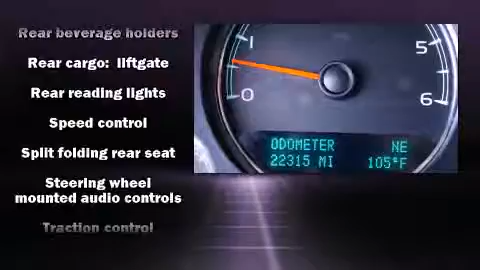 Rear beverage holders
Rear cargo: liftgate
Rear reading lights
Speed control
Split folding rear seat
Steering wheel
mounted audio controls
Traction control
1
0
5
6
ODOMETER NE
22315 MI 105°F